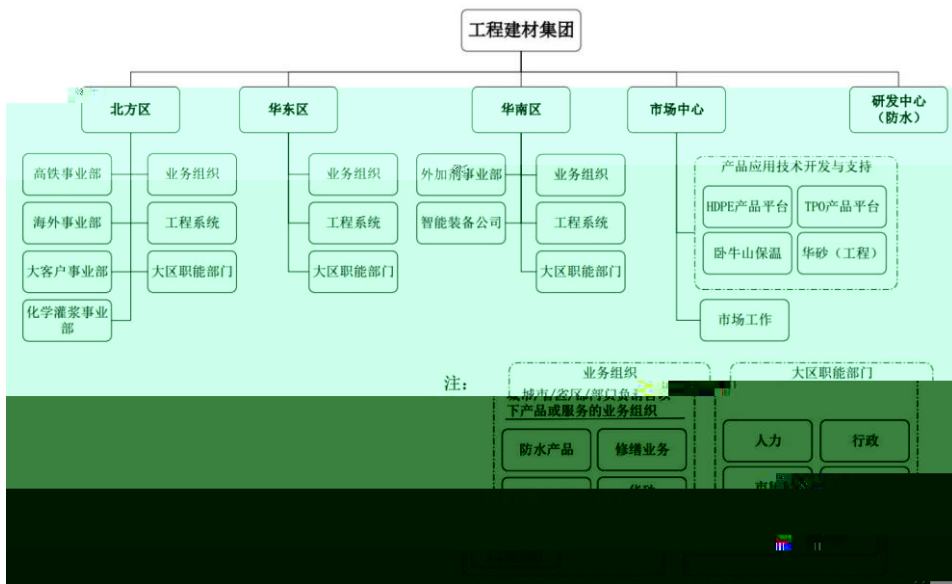 工程建材集团
北方区
华东区
华南区
市场中心
研发中心
（防水）
高铁事业部
业务组织
海外事业部
工程系统
大客户事业部
大区职能部门
化学灌浆事业
部
业务组织
工程系统
大区职能部门
外加剂事业部
业务组织
智能装备公司
工程系统
大区职能部门
产品应用技术开发与支持
HDPE产品平台
TPO产品平台
卧牛山保温
华砂（工程）
市场工作
注：
业务组织
下产品或服务的业务组织
防水产品
修缮业务
大区职能部门
人力
行政